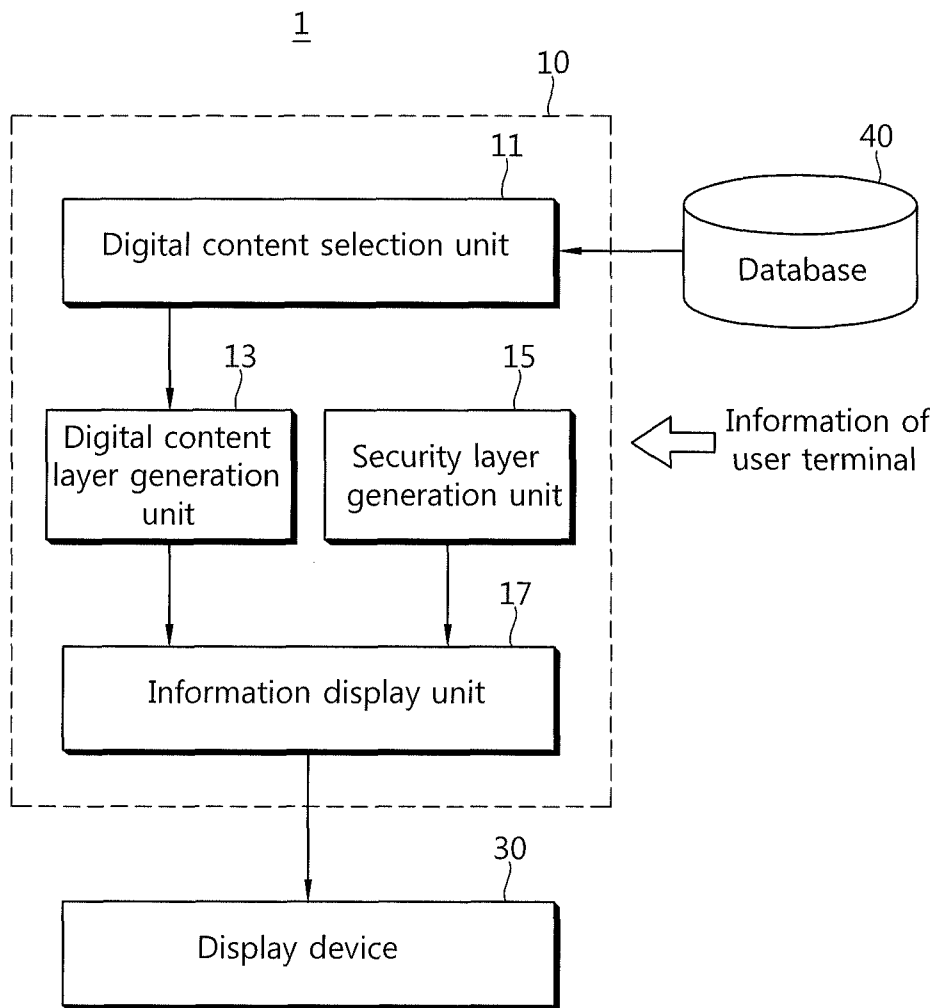 1
10
11
40
Digital content selection unit
Database
13
15
Digital content
layer generation
unit
Security layer
generation unit
Information of
user terminal
17
Information display unit
30
Display device